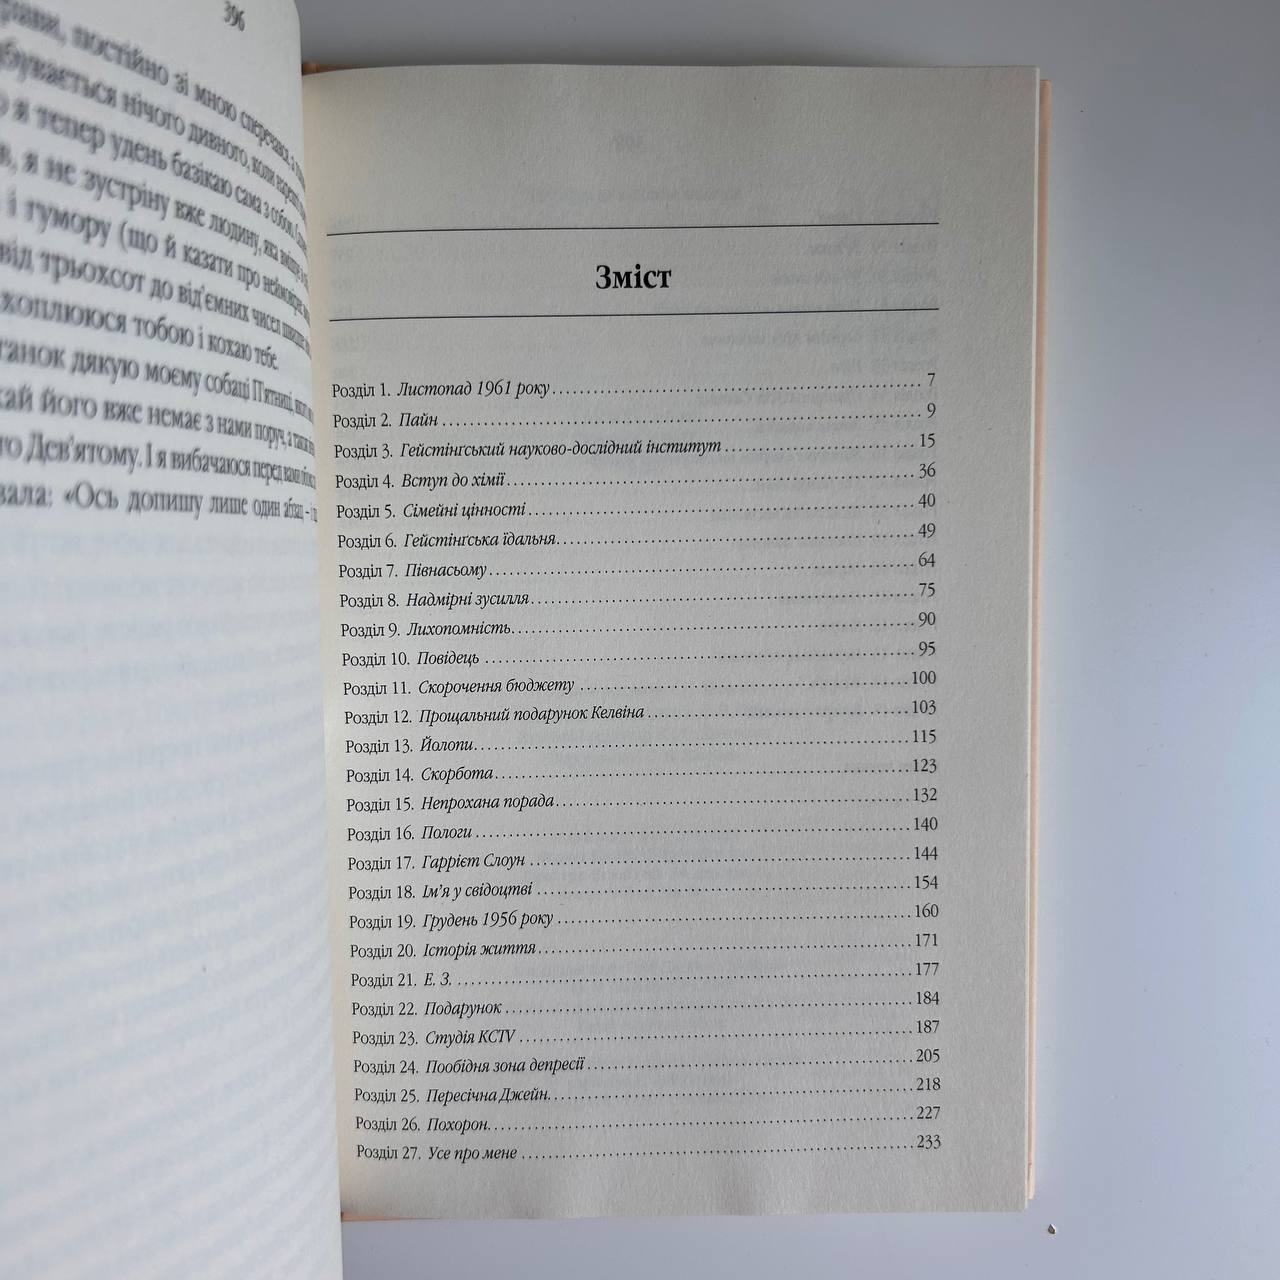 396
постійно зі мною сперечався, а
нічого дивного, коли нарешті
я тепер удень базікаю сама з собою.
я не зустріну вже людину, яка вміщує в
і гумору (що й казати про неймовірне
від трьохсот до від'ємних чисел швидше
тобою і кохаю тебе.
дякую моєму собаці П'ятниці,
його вже немає з нами поруч, а також
Дев'ятому. І я вибачаюся перед вами
«Ось допишу лише один абзац – і
Зміст
Розділ 1. Листопад 1961 року 7
Розділ 2. Пайн 9
Розділ 3. Гейстінґський науково-дослідний інститут 15
Розділ 4. Вступ до хімії 36
Розділ 5. Сімейні цінності 40
Розділ 6. Гейстінґська їдальня 49
Розділ 7. Півнасьому 64
Розділ 8. Надмірні зусилля 75
Розділ 9. Лихопомність 90
Розділ 10. Повідець 95
Розділ 11. Скорочення бюджету 100
Розділ 12. Прощальний подарунок Келвіна 103
Розділ 13. Йолопи 115
Розділ 14. Скорбота 123
Розділ 15. Непрохана порада 132
Розділ 16. Пологи 140
Розділ 17. Гаррієт Слоун 144
Розділ 18. Ім'я у свідоцтві 154
Розділ 19. Грудень 1956 року 160
Розділ 20. Історія життя 171
Розділ 21. Е. З. 177
Розділ 22. Подарунок 184
Розділ 23. Студія KCTV 187
Розділ 24. Пообідня зона депресії 205
Розділ 25. Пересічна Джейн 218
Розділ 26. Похорон 227
Розділ 27. Усе про мене 233